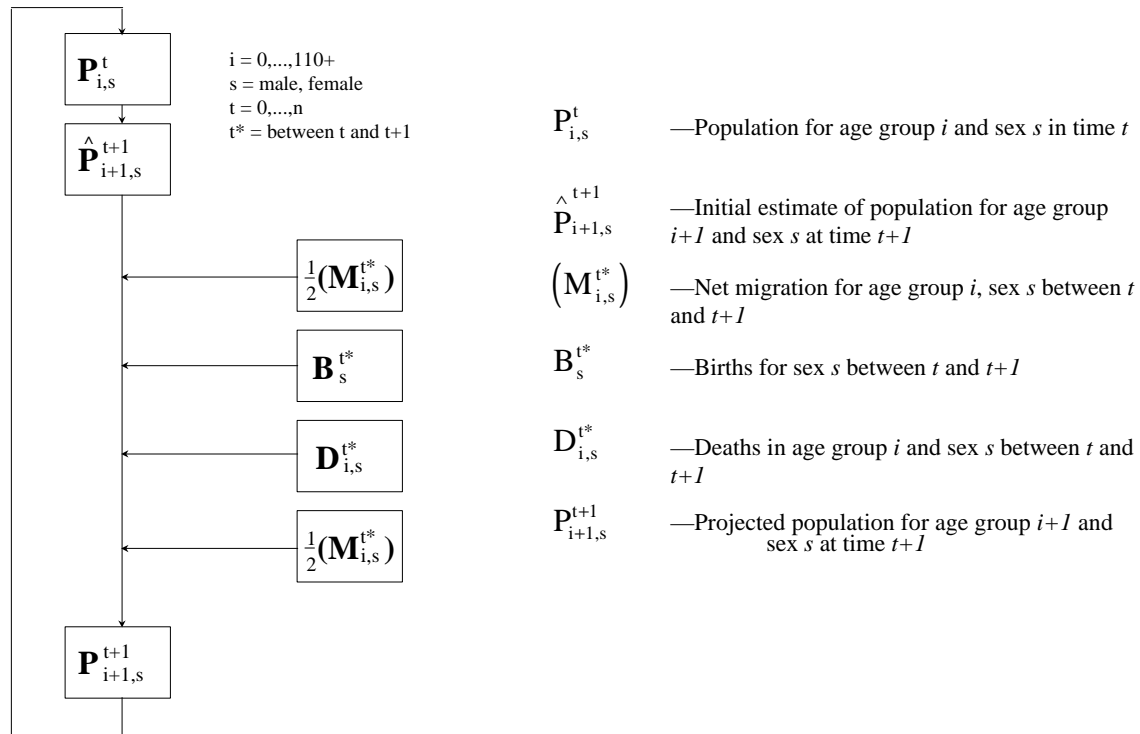 P^t_{i,s}
i = 0,...,110+
s = male, female
t = 0,...,n
t* = between t and t+1
P̂^{t+1}_{i+1,s}
½(M^{t*}_{i,s})
B^{t*}_s
D^{t*}_{i,s}
½(M^{t*}_{i,s})
P^{t+1}_{i+1,s}
P^t_{i,s} —Population for age group i and sex s in time t
P̂^{t+1}_{i+1,s} —Initial estimate of population for age group
i+1 and sex s at time t+1
(M^{t*}_{i,s}) —Net migration for age group i, sex s between t
and t+1
B^{t*}_s —Births for sex s between t and t+1
D^{t*}_{i,s} —Deaths in age group i and sex s between t and
t+1
P^{t+1}_{i+1,s} —Projected population for age group i+1 and
sex s at time t+1